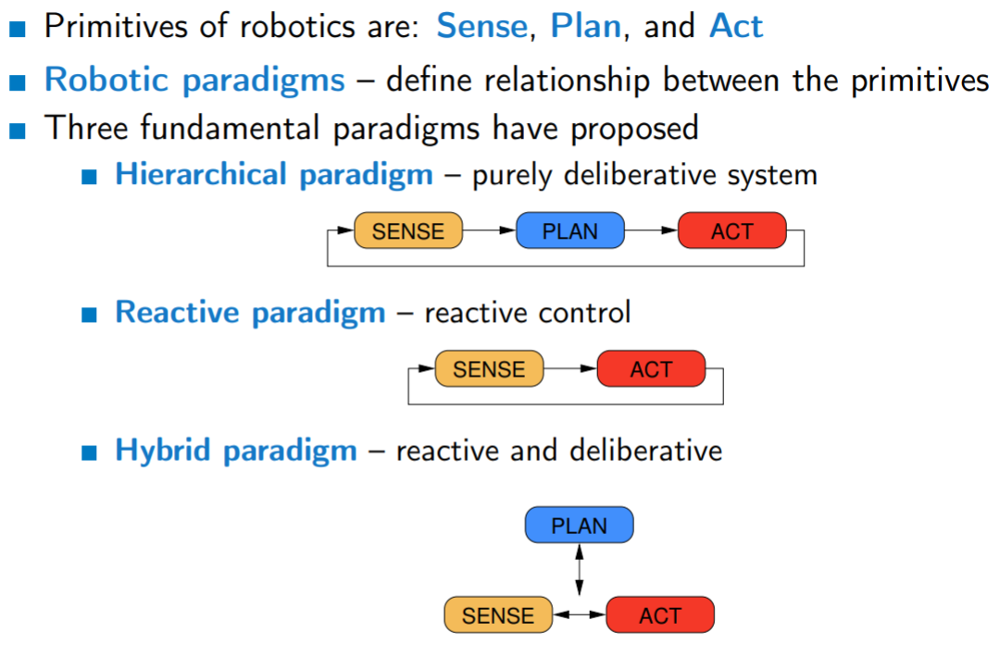 Primitives of robotics are: Sense, Plan, and Act
Robotic paradigms – define relationship between the primitives
Three fundamental paradigms have proposed
Hierarchical paradigm – purely deliberative system
SENSE PLAN ACT
Reactive paradigm – reactive control
SENSE ACT
Hybrid paradigm – reactive and deliberative
PLAN
SENSE ACT